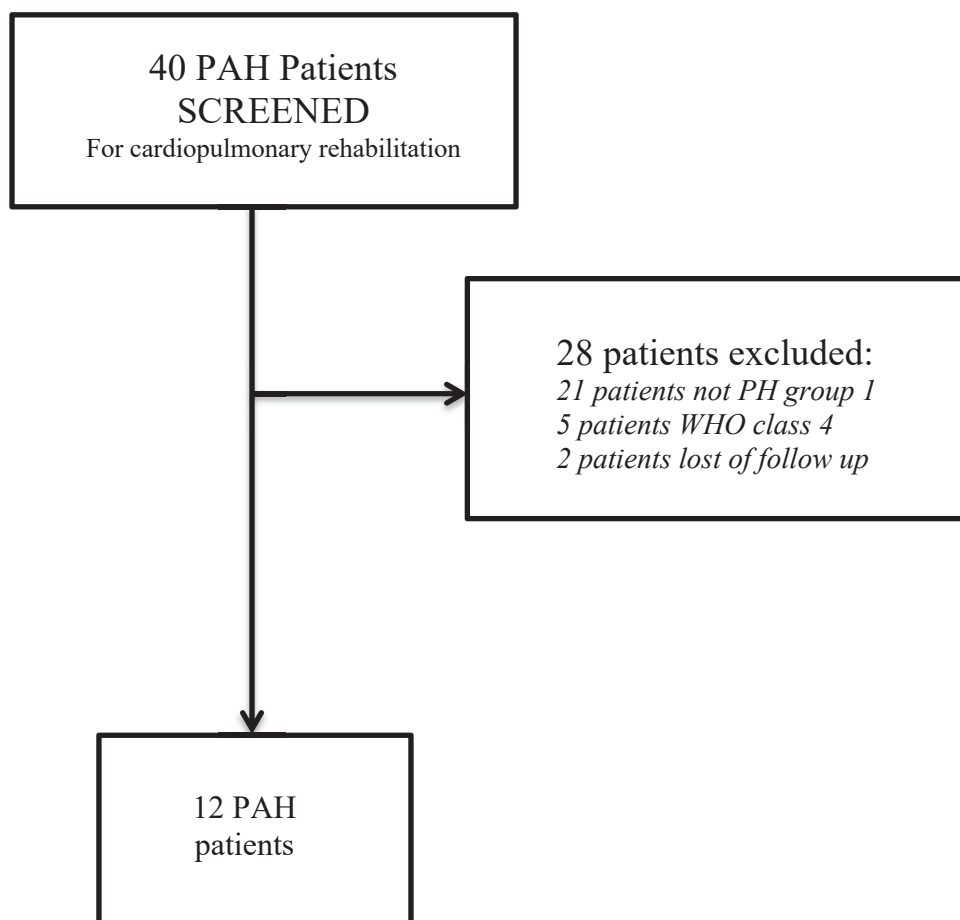 40 PAH Patients
SCREENED
For cardiopulmonary rehabilitation
28 patients excluded:
21 patients not PH group 1
5 patients WHO class 4
2 patients lost of follow up
12 PAH
patients